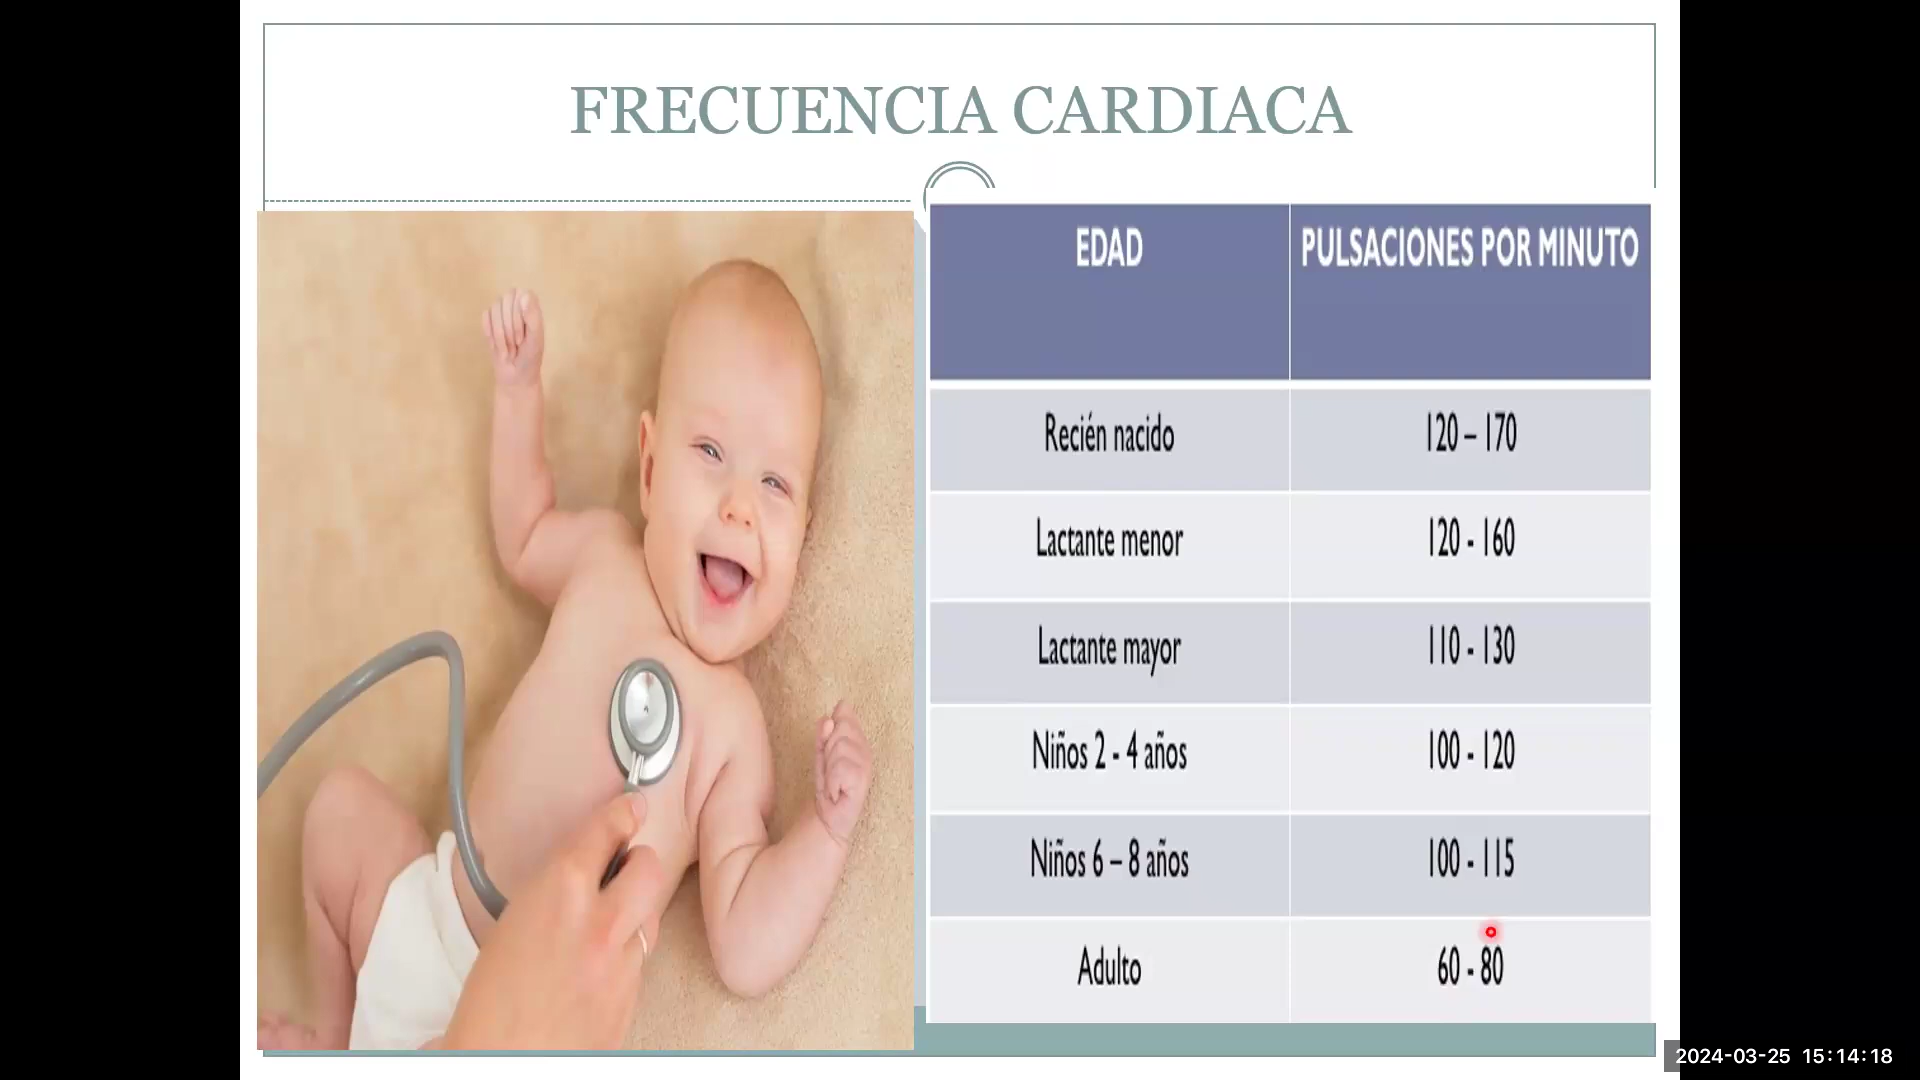 FRECUENCIA CARDIACA
EDAD PULSACIONES POR MINUTO
Recién nacido 120 – 170
Lactante menor 120 - 160
Lactante mayor 110 - 130
Niños 2 - 4 años 100 - 120
Niños 6 – 8 años 100 - 115
Adulto 60 - 80
2024-03-25 15:14:18